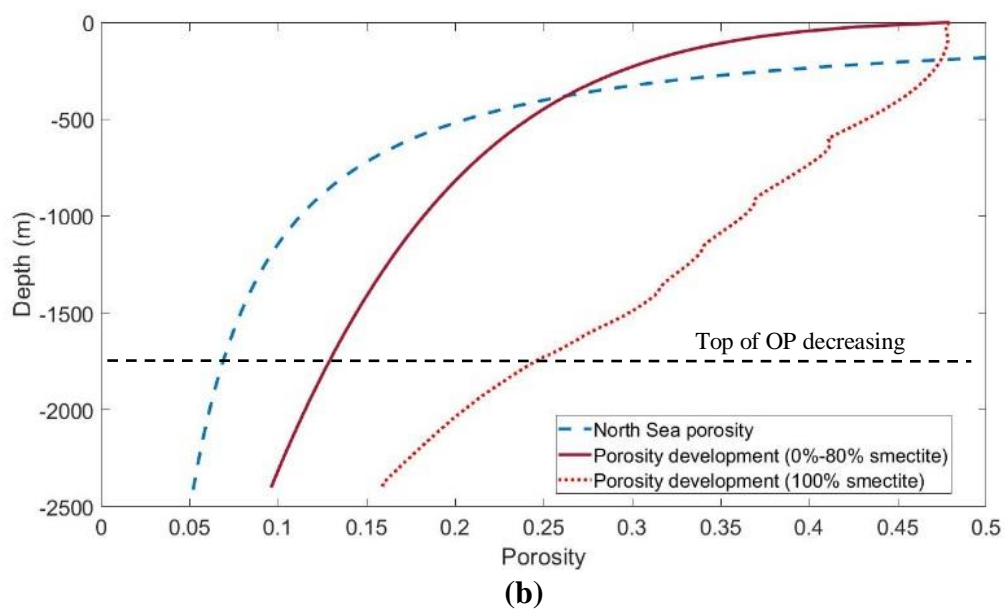 0
-500
-1000
-1500
-2000
-2500
Depth (m)
Top of OP decreasing
North Sea porosity
Porosity development (0%-80% smectite)
Porosity development (100% smectite)
0 0.05 0.1 0.15 0.2 0.25 0.3 0.35 0.4 0.45 0.5
Porosity
(b)